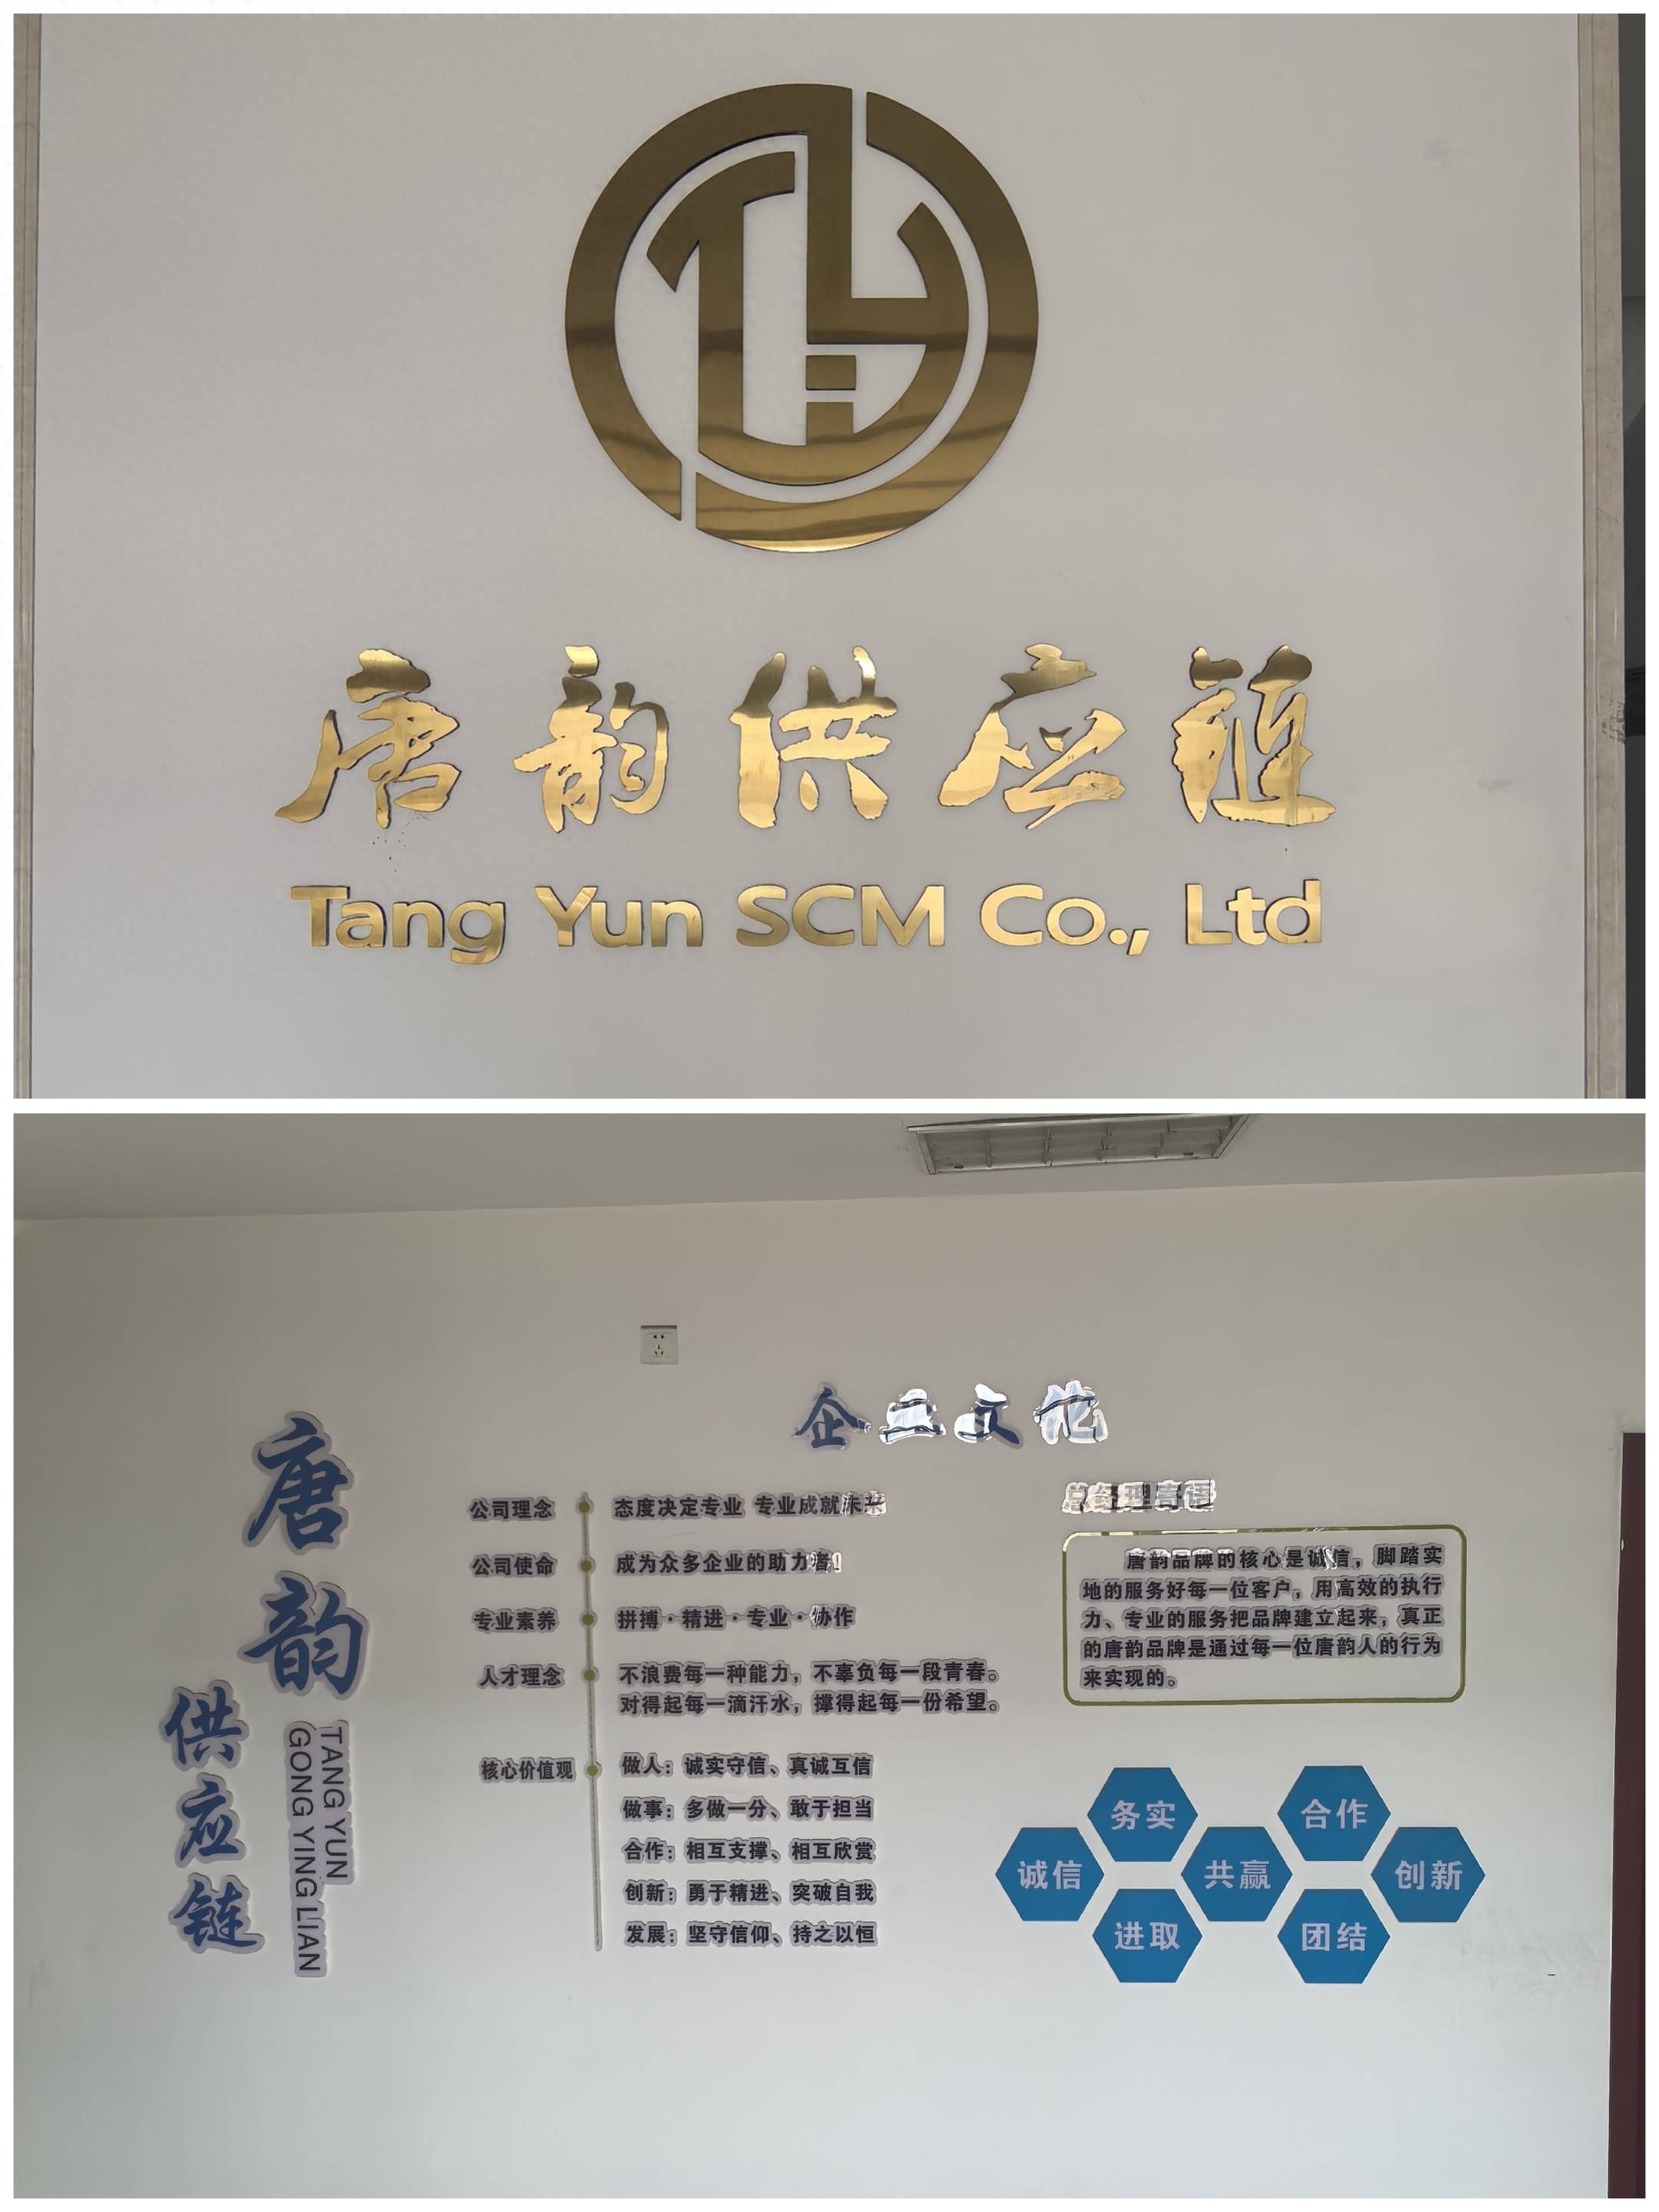 唐韵供应链
Tang Yun SCM Co., Ltd
唐韵
供应链
TANG YUN
GONG YING LIAN
企业文化
公司理念 态度决定专业 专业成就未来
公司使命 成为众多企业的助力者!
专业素养 拼搏·精进·专业·协作
人才理念 不浪费每一种能力，不辜负每一段青春。
对得起每一滴汗水，撑得起每一份希望。
核心价值观 做人：诚实守信、真诚互信
做事：多做一分、敢于担当
合作：相互支撑、相互欣赏
创新：勇于精进、突破自我
发展：坚守信仰、持之以恒
总经理寄语
唐韵品牌的核心是诚信，脚踏实
地的服务好每一位客户，用高效的执行
力、专业的服务把品牌建立起来，真正
的唐韵品牌是通过每一位唐韵人的行为
来实现的。
务实 合作
诚信 共赢 创新
进取 团结